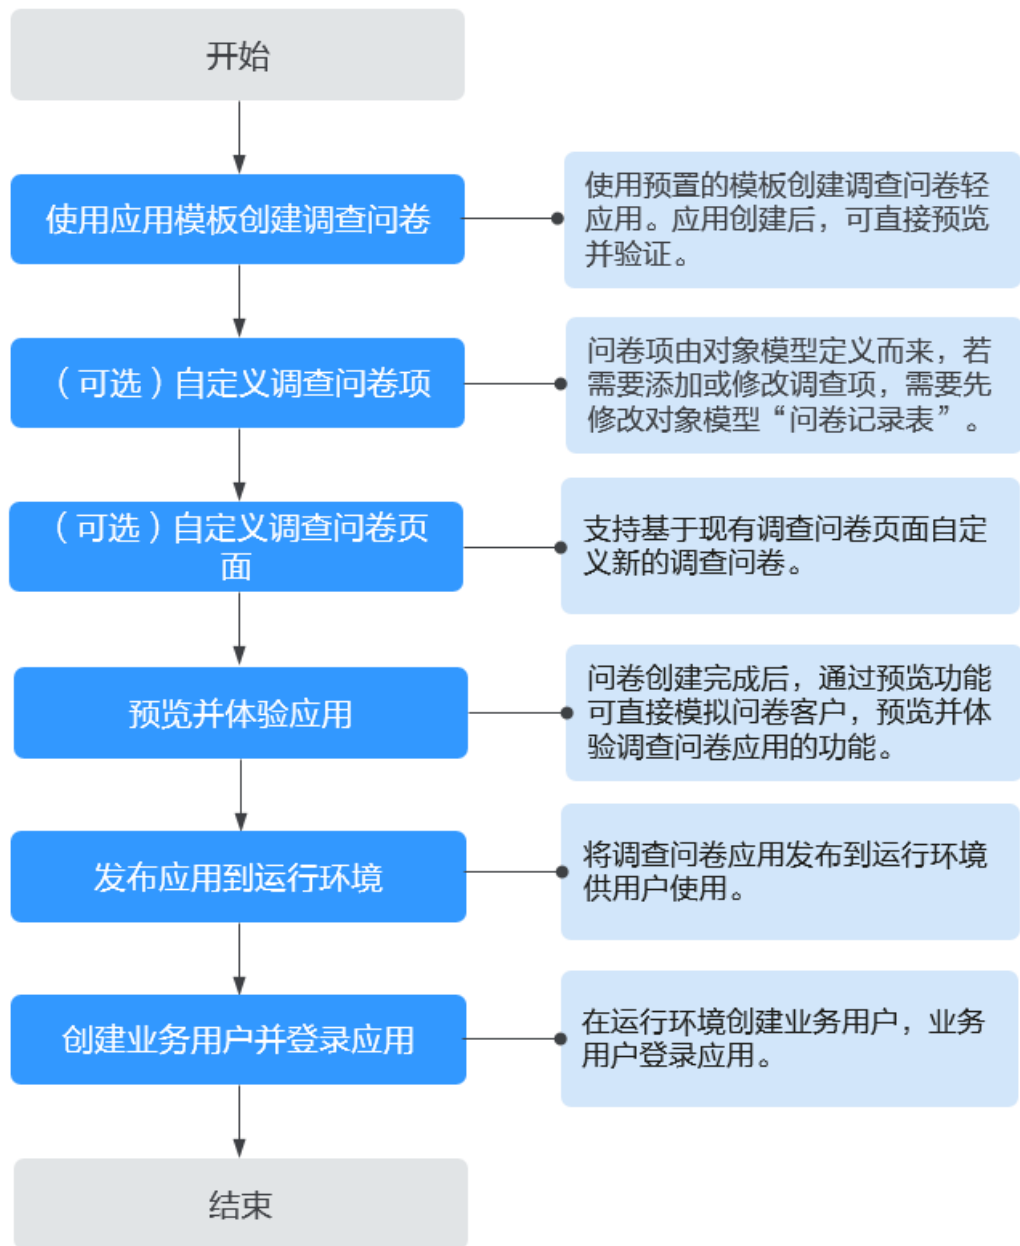 开始
使用应用模板创建调查问卷
使用预置的模板创建调查问卷轻
应用。应用创建后，可直接预览
并验证。
（可选）自定义调查问卷项
问卷项由对象模型定义而来，若
需要添加或修改调查项，需要先
修改对象模型“问卷记录表”。
（可选）自定义调查问卷页
面
支持基于现有调查问卷页面自定
义新的调查问卷。
预览并体验应用
问卷创建完成后，通过预览功能
可直接模拟问卷客户，预览并体
验调查问卷应用的功能。
发布应用到运行环境
将调查问卷应用发布到运行环境
供用户使用。
创建业务用户并登录应用
在运行环境创建业务用户，业务
用户登录应用。
结束